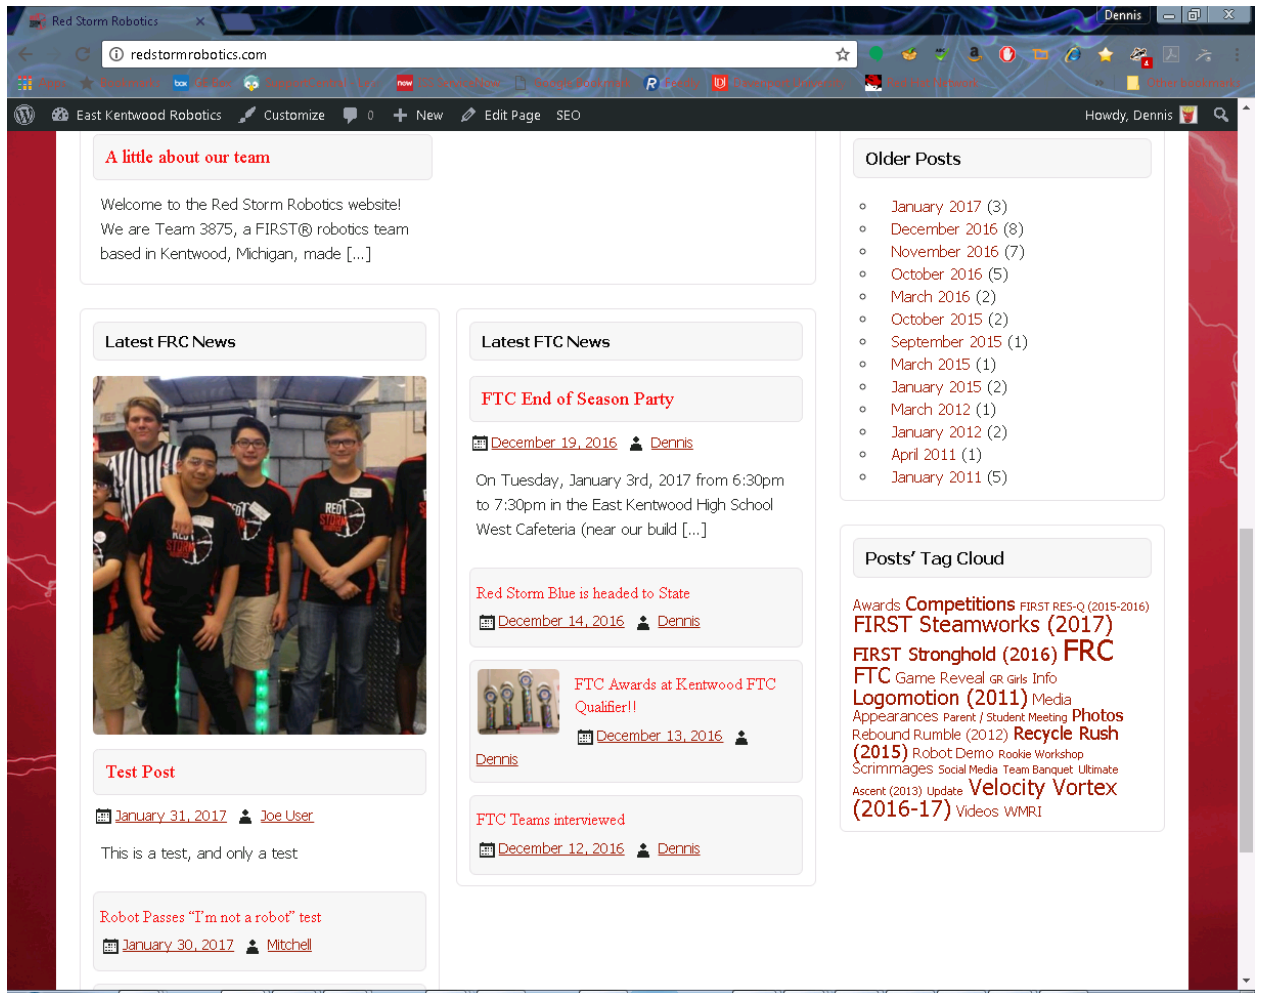 Red Storm Robotics
Dennis
redstormrobotics.com
Apps
Bookmarks
box
now
Other bookmarks
East Kentwood Robotics Customize 0 New Edit Page SEO
Howdy, Dennis
A little about our team
Welcome to the Red Storm Robotics website!
We are Team 3875, a FIRST® robotics team
based in Kentwood, Michigan, made [...]
Latest FRC News
RED
STORM
Test Post
January 31, 2017 Joe User
This is a test, and only a test
Robot Passes “I’m not a robot” test
January 30, 2017 Mitchell
Latest FTC News
FTC End of Season Party
December 19, 2016 Dennis
On Tuesday, January 3rd, 2017 from 6:30pm
to 7:30pm in the East Kentwood High School
West Cafeteria (near our build [...]
Red Storm Blue is headed to State
December 14, 2016 Dennis
FTC Awards at Kentwood FTC
Qualifier!!
December 13, 2016
Dennis
FTC Teams interviewed
December 12, 2016 Dennis
Older Posts
January 2017 (3)
December 2016 (8)
November 2016 (7)
October 2016 (5)
March 2016 (2)
October 2015 (2)
September 2015 (1)
March 2015 (1)
January 2015 (2)
March 2012 (1)
January 2012 (2)
April 2011 (1)
January 2011 (5)
Posts’ Tag Cloud
Awards Competitions FIRST RES-Q (2015-2016)
FIRST Steamworks (2017)
FIRST Stronghold (2016) FRC
FTC Game Reveal GR Girls Info
Logomotion (2011) Media
Appearances Parent / Student Meeting Photos
Rebound Rumble (2012) Recycle Rush
(2015) Robot Demo Rookie Workshop
Scrimmages Social Media Team Banquet Ultimate
Ascent (2013) Update Velocity Vortex
(2016-17) Videos WMRI